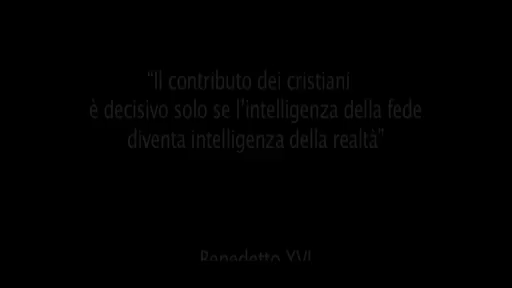 “Il contributo dei cristiani
è decisivo solo se l'intelligenza della fede
diventa intelligenza della realtà”
Benedetto XVI